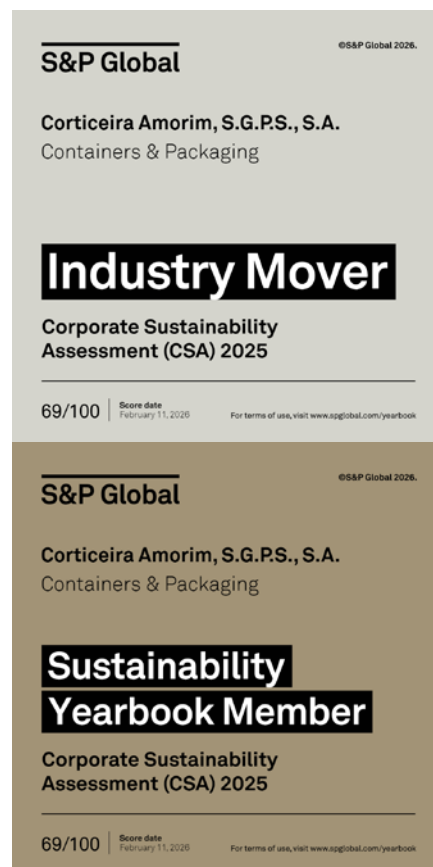 ©S&P Global 2026.
S&P Global
Corticeira Amorim, S.G.P.S., S.A.
Containers & Packaging
Industry Mover
Corporate Sustainability
Assessment (CSA) 2025
69/100
Score date
February 11, 2026
For terms of use, visit www.spglobal.com/yearbook
©S&P Global 2026.
S&P Global
Corticeira Amorim, S.G.P.S., S.A.
Containers & Packaging
Sustainability
Yearbook Member
Corporate Sustainability
Assessment (CSA) 2025
69/100
Score date
February 11, 2026
For terms of use, visit www.spglobal.com/yearbook